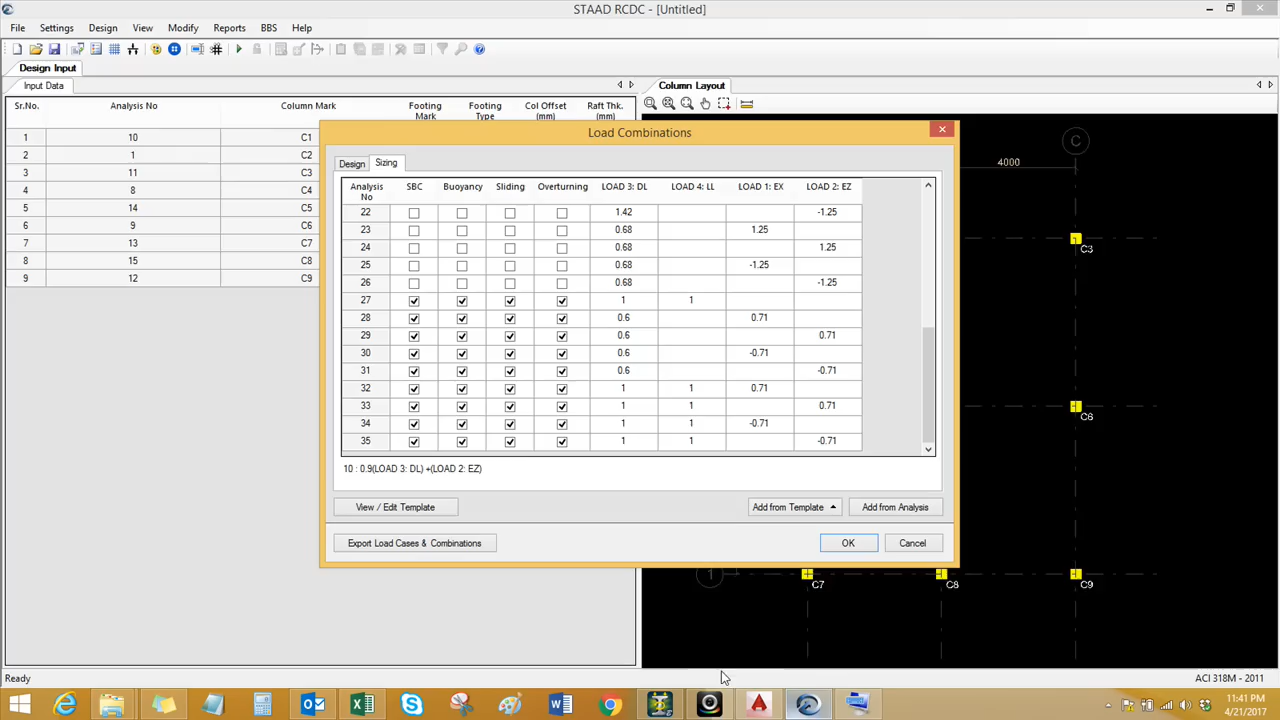 STAAD RCDC - [Untitled]
File Settings Design View Modify Reports BBS Help
Design Input
Input Data
Column Layout
Sr.No. Analysis No Column Mark Footing Mark Footing Type Col Offset (mm) Raft Thk. (mm)
1 10 C1
2 1 C2
3 11 C3
4 8 C4
5 14 C5
6 9 C6
7 13 C7
8 15 C8
9 12 C9
Load Combinations
Design Sizing
Analysis No SBC Buoyancy Sliding Overturning LOAD 3: DL LOAD 4: LL LOAD 1: EX LOAD 2: EZ
22 1.42 -1.25
23 0.68 1.25
24 0.68 1.25
25 0.68 -1.25
26 0.68 -1.25
27 1 1
28 0.6 0.71
29 0.6 0.71
30 0.6 -0.71
31 0.6 -0.71
32 1 1 0.71
33 1 1 0.71
34 1 1 -0.71
35 1 1 -0.71
10 : 0.9(LOAD 3: DL) +(LOAD 2: EZ)
View / Edit Template Add from Template Add from Analysis
Export Load Cases & Combinations OK Cancel
C
4000
C3
C6
1
C7 C8 C9
Ready ACI 318M - 2011
11:41 PM
4/21/2017